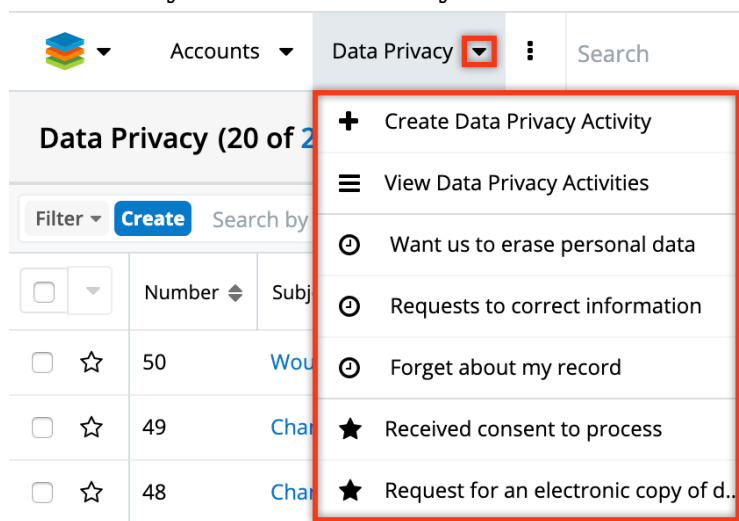 Accounts Data Privacy Search
Data Privacy (20 of 2
Create Data Privacy Activity
View Data Privacy Activities
Filter Create Search by
Want us to erase personal data
Number Subj
Requests to correct information
50 Wou
Forget about my record
49 Char
Received consent to process
48 Char
Request for an electronic copy of d..